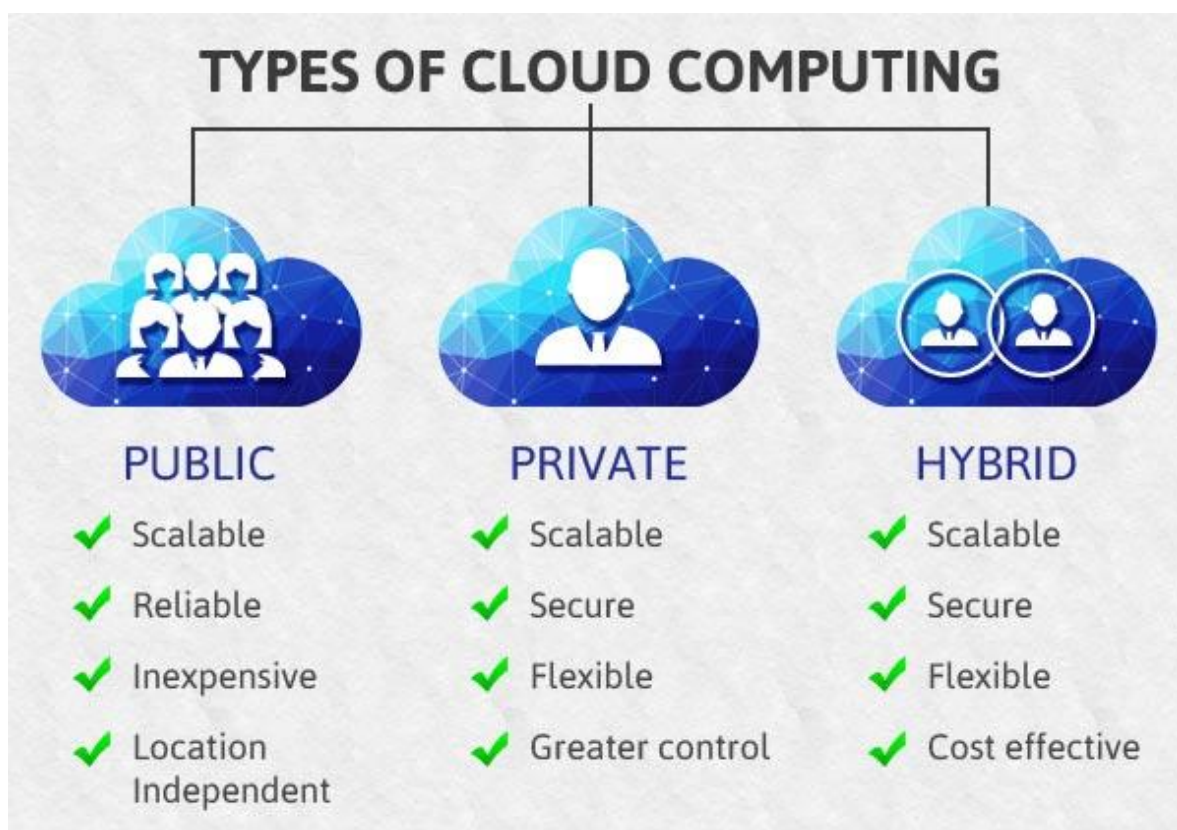 TYPES OF CLOUD COMPUTING
PUBLIC
Scalable
Reliable
Inexpensive
Location
Independent
PRIVATE
Scalable
Secure
Flexible
Greater control
HYBRID
Scalable
Secure
Flexible
Cost effective